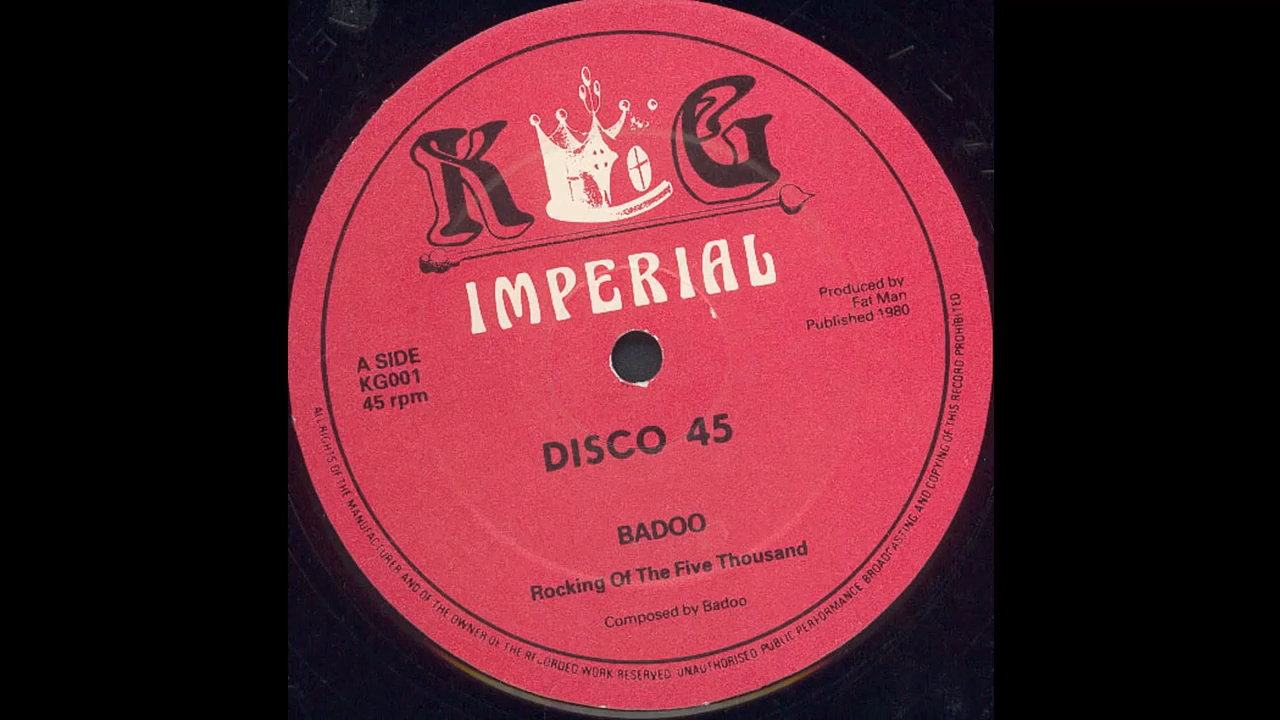 K G
IMPERIAL
Produced by
Fat Man
Published 1980
A SIDE
KG001
45 rpm
DISCO 45
BADOO
Rocking Of The Five Thousand
Composed by Badoo
ALL RIGHTS OF THE MANUFACTURER AND OF THE OWNER OF THE RECORDED WORK RESERVED. UNAUTHORISED PUBLIC PERFORMANCE BROADCASTING AND COPYING OF THIS RECORD PROHIBITED